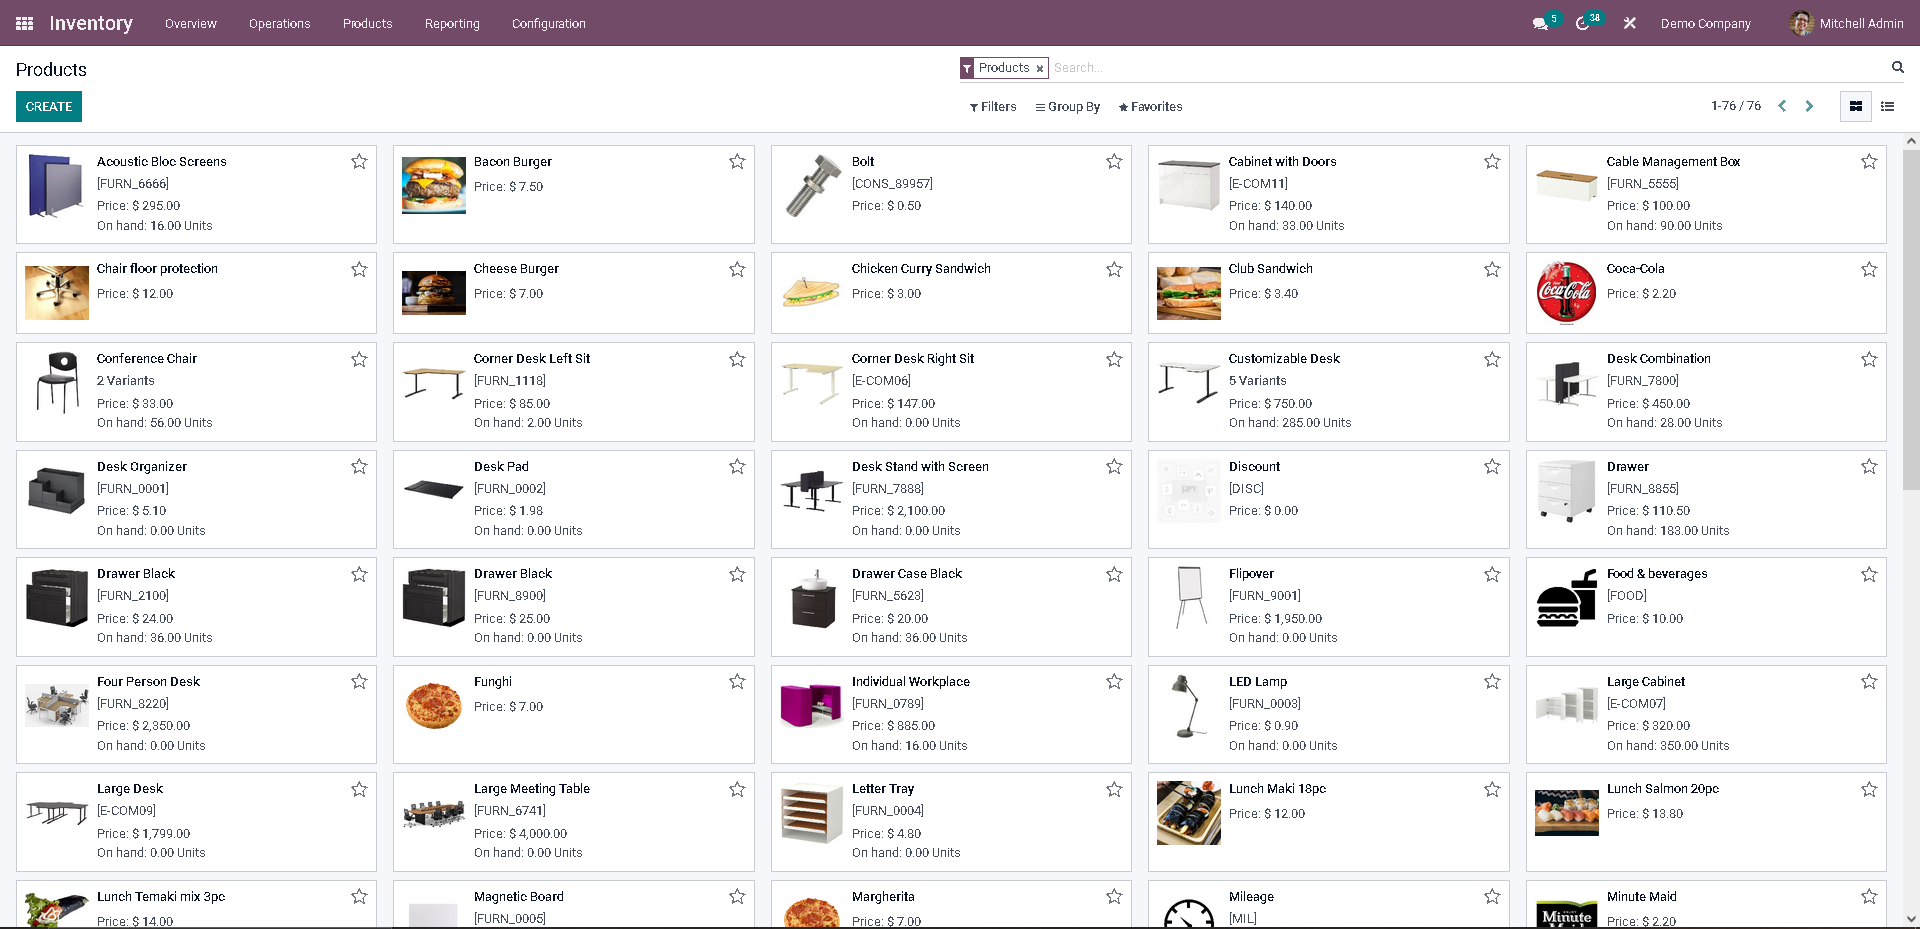 Inventory Overview Operations Products Reporting Configuration 5 38 Demo Company Mitchell Admin
Products
Products × Search...
CREATE
Filters Group By Favorites 1-76 / 76
Acoustic Bloc Screens
[FURN_6666]
Price: $ 295.00
On hand: 16.00 Units
Bacon Burger
Price: $ 7.50
Bolt
[CONS_89957]
Price: $ 0.50
Cabinet with Doors
[E-COM11]
Price: $ 140.00
On hand: 33.00 Units
Cable Management Box
[FURN_5555]
Price: $ 100.00
On hand: 90.00 Units
Chair floor protection
Price: $ 12.00
Cheese Burger
Price: $ 7.00
Chicken Curry Sandwich
Price: $ 3.00
Club Sandwich
Price: $ 3.40
Coca-Cola
Coca-Cola
Price: $ 2.20
Conference Chair
2 Variants
Price: $ 33.00
On hand: 56.00 Units
Corner Desk Left Sit
[FURN_1118]
Price: $ 85.00
On hand: 2.00 Units
Corner Desk Right Sit
[E-COM06]
Price: $ 147.00
On hand: 0.00 Units
Customizable Desk
5 Variants
Price: $ 750.00
On hand: 285.00 Units
Desk Combination
[FURN_7800]
Price: $ 450.00
On hand: 28.00 Units
Desk Organizer
[FURN_0001]
Price: $ 5.10
On hand: 0.00 Units
Desk Pad
[FURN_0002]
Price: $ 1.98
On hand: 0.00 Units
Desk Stand with Screen
[FURN_7888]
Price: $ 2,100.00
On hand: 0.00 Units
Discount
[DISC]
Price: $ 0.00
Drawer
[FURN_8855]
Price: $ 110.50
On hand: 183.00 Units
Drawer Black
[FURN_2100]
Price: $ 24.00
On hand: 36.00 Units
Drawer Black
[FURN_8900]
Price: $ 25.00
On hand: 0.00 Units
Drawer Case Black
[FURN_5623]
Price: $ 20.00
On hand: 36.00 Units
Flipover
[FURN_9001]
Price: $ 1,950.00
On hand: 0.00 Units
Food & beverages
[FOOD]
Price: $ 10.00
Four Person Desk
[FURN_8220]
Price: $ 2,350.00
On hand: 0.00 Units
Funghi
Price: $ 7.00
Individual Workplace
[FURN_0789]
Price: $ 885.00
On hand: 16.00 Units
LED Lamp
[FURN_0003]
Price: $ 0.90
On hand: 0.00 Units
Large Cabinet
[E-COM07]
Price: $ 320.00
On hand: 350.00 Units
Large Desk
[E-COM09]
Price: $ 1,799.00
On hand: 0.00 Units
Large Meeting Table
[FURN_6741]
Price: $ 4,000.00
On hand: 0.00 Units
Letter Tray
[FURN_0004]
Price: $ 4.80
On hand: 0.00 Units
Lunch Maki 18pc
Price: $ 12.00
Lunch Salmon 20pc
Price: $ 13.80
Lunch Temaki mix 3pc
Price: $ 14.00
Magnetic Board
[FURN_0005]
Margherita
Price: $ 7.00
Mileage
[MIL]
Minute Maid
Minute
Maid
Price: $ 2.20